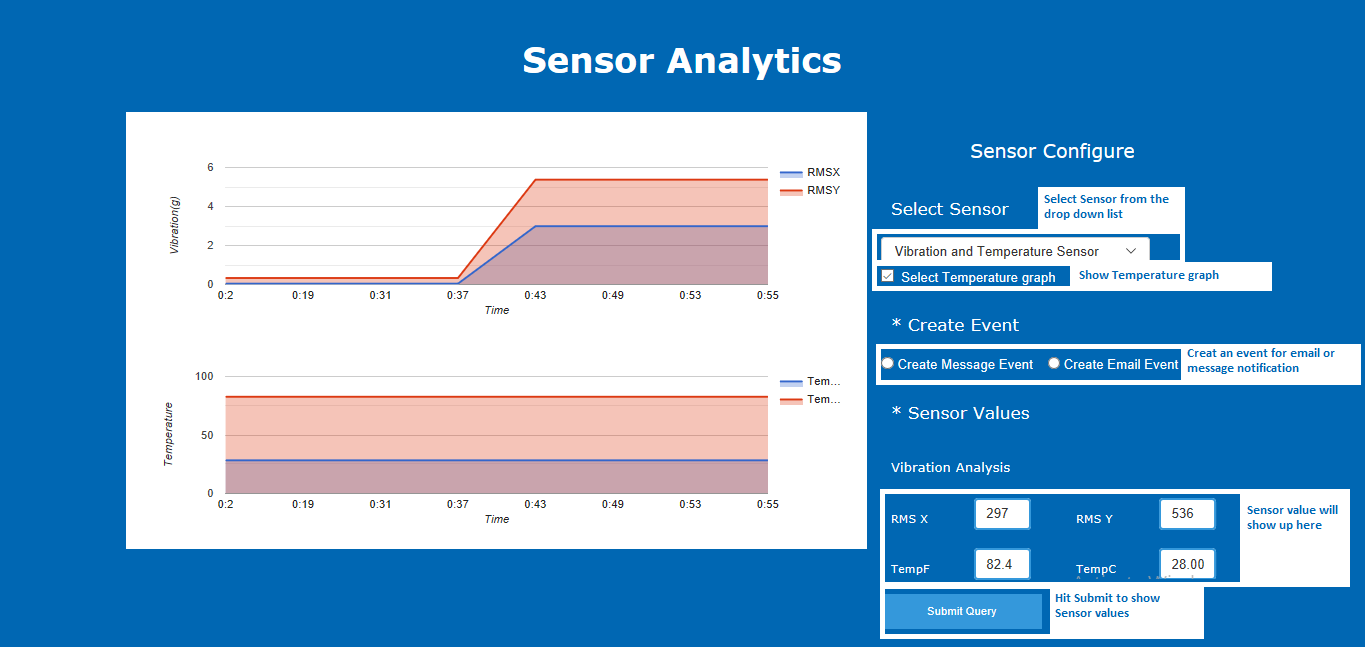 Sensor Analytics
6
4
2
0
Vibration(g)
0:2 0:19 0:31 0:37 0:43 0:49 0:53 0:55
Time
RMSX
RMSY
100
50
0
Temperature
0:2 0:19 0:31 0:37 0:43 0:49 0:53 0:55
Time
Tem...
Tem...
Sensor Configure
Select Sensor
Select Sensor from the
drop down list
Vibration and Temperature Sensor
Select Temperature graph
Show Temperature graph
* Create Event
Create Message Event Create Email Event
Creat an event for email or
message notification
* Sensor Values
Vibration Analysis
RMS X 297 RMS Y 536
Sensor value will
show up here
TempF 82.4 TempC 28.00
Submit Query
Hit Submit to show
Sensor values